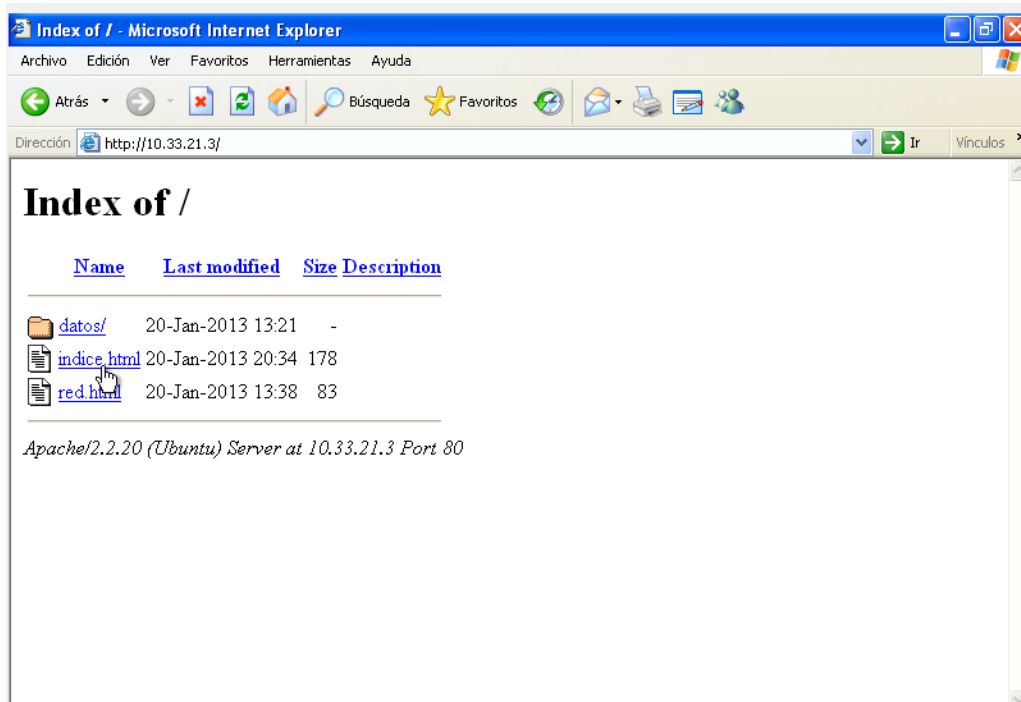 Index of / - Microsoft Internet Explorer
Archivo Edición Ver Favoritos Herramientas Ayuda
Atrás Búsqueda Favoritos
Dirección http://10.33.21.3/ Ir Vínculos
Index of /
Name Last modified Size Description
datos/ 20-Jan-2013 13:21 -
indice.html 20-Jan-2013 20:34 178
red.html 20-Jan-2013 13:38 83
Apache/2.2.20 (Ubuntu) Server at 10.33.21.3 Port 80